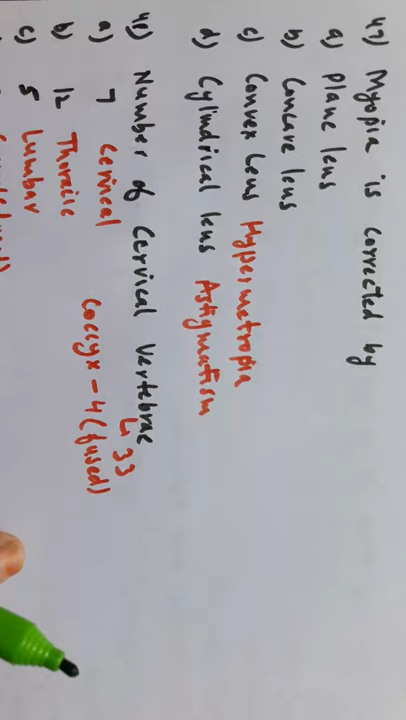 47) Myopia is corrected by
a) Plane lens
b) Concave lens
c) Convex Lens Hypermetropia
d) Cylindrical lens Astigmatism
48) Number of Cervical Vertebrae
↳ 33
a) 7 Cervical
Coccyx - 4 (fused)
b) 12 Thoracic
c) 5 Lumbar